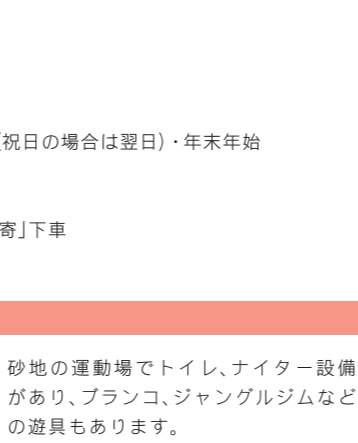 (祝日の場合は翌日)・年末年始
寄」下車
砂地の運動場でトイレ、ナイター設備
があり、ブランコ、ジャングルジムなど
の遊具もあります。